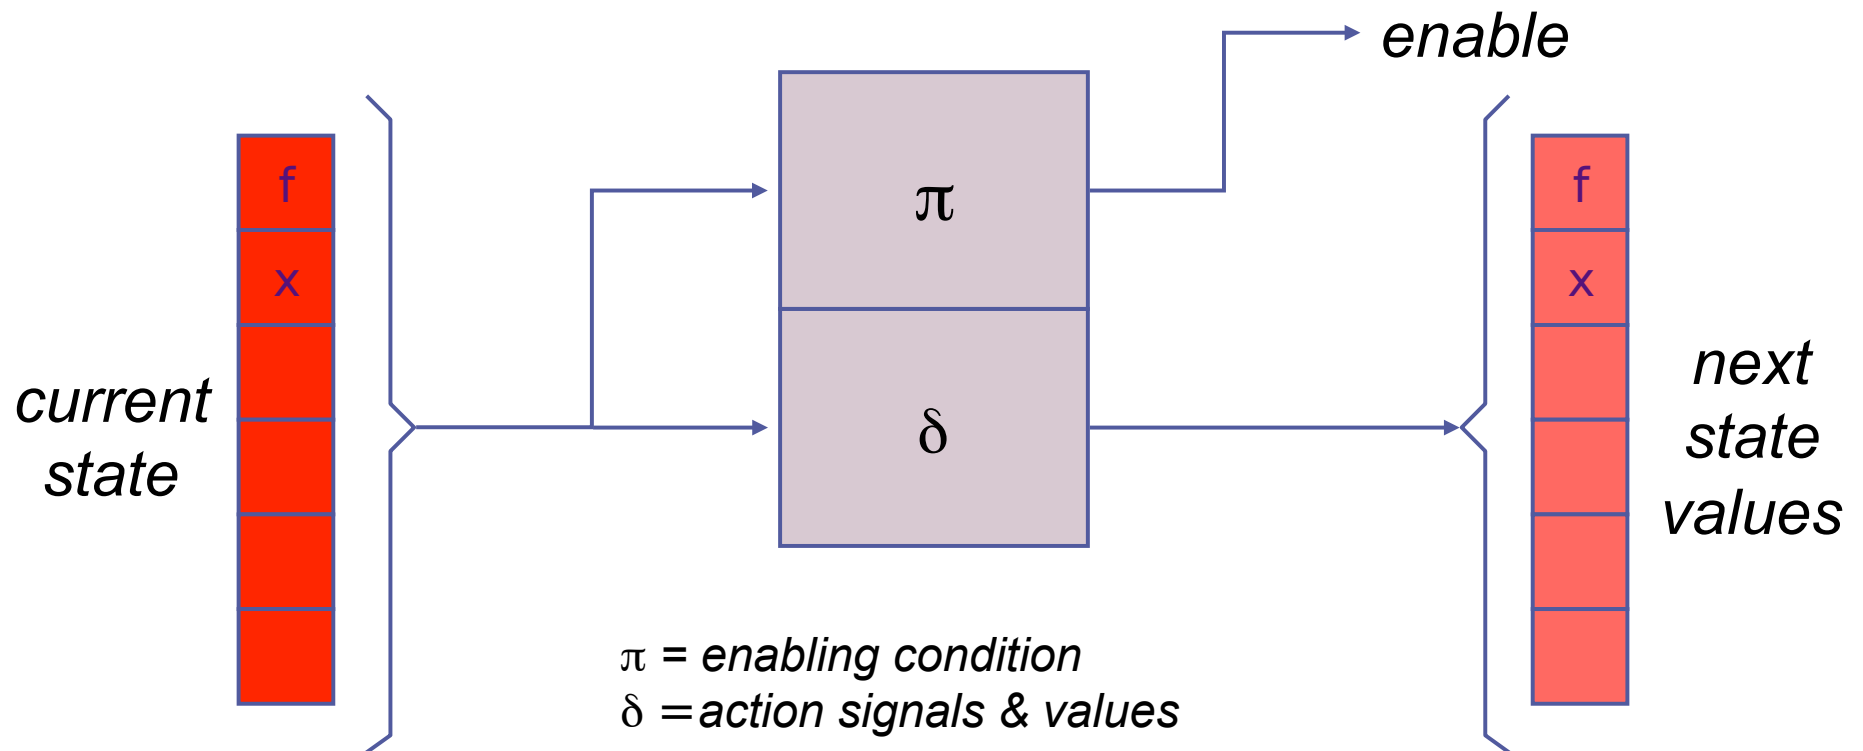 enable
f
x
current
state
π
δ
f
x
next
state
values
π = enabling condition
δ = action signals & values